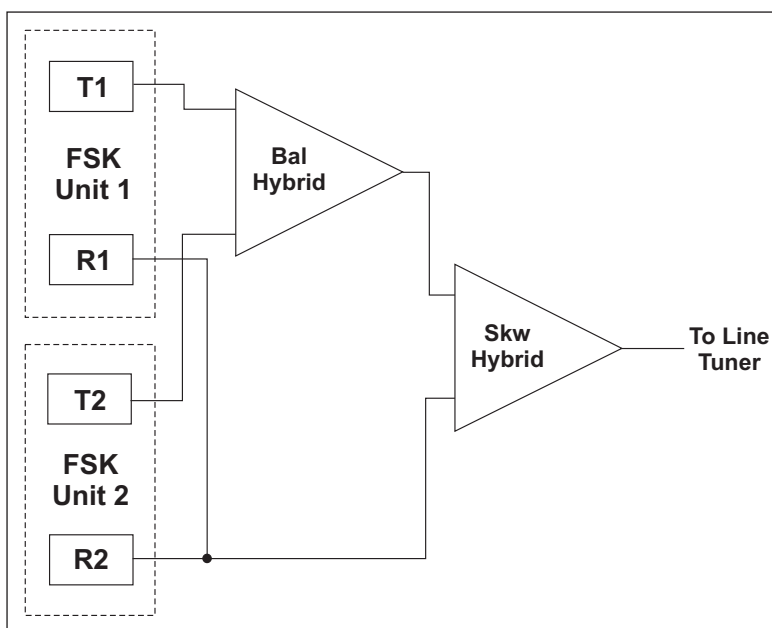 T1
FSK
Unit 1
R1
T2
FSK
Unit 2
R2
Bal
Hybrid
Skw
Hybrid
To Line
Tuner